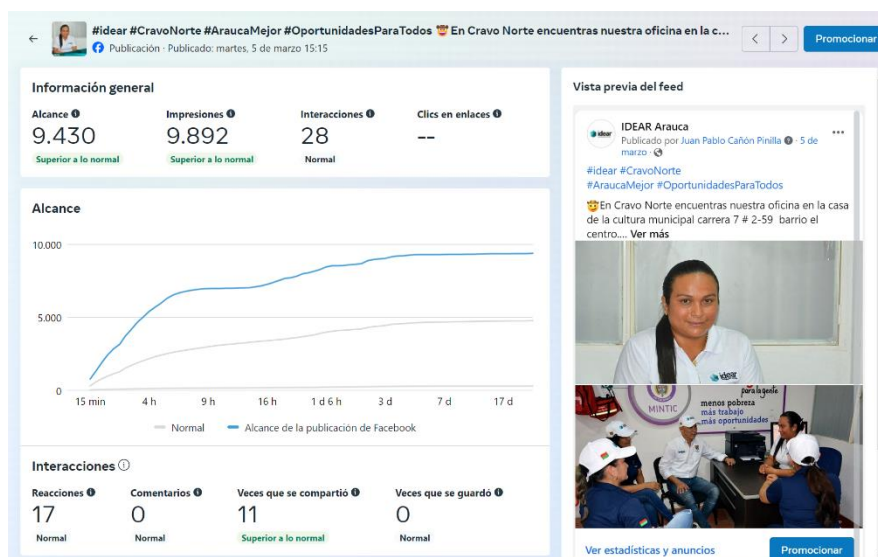 #idear #CravoNorte #AraucaMejor #OportunidadesParaTodos 🤠En Cravo Norte encuentras nuestra oficina en la c...
Publicación · Publicado: martes, 5 de marzo 15:15
Promocionar
Información general
Alcance Impresiones Interacciones Clics en enlaces
9.430 9.892 28 --
Superior a lo normal Superior a lo normal Normal
Alcance
10.000
5.000
0
15 min 4 h 9 h 16 h 1 d 6 h 3 d 7 d 17 d
Normal Alcance de la publicación de Facebook
Interacciones
Reacciones Comentarios Veces que se compartió Veces que se guardó
17 0 11 0
Normal Normal Superior a lo normal Normal
Vista previa del feed
idear
IDEAR Arauca
Publicado por Juan Pablo Cañón Pinilla · 5 de
marzo ·
#idear #CravoNorte
#AraucaMejor #OportunidadesParaTodos
🤠En Cravo Norte encuentras nuestra oficina en la casa
de la cultura municipal carrera 7 # 2-59 barrio el
centro.... Ver más
idear
MINTIC
para la gente
menos pobreza
más trabajo
más oportunidades
Ver estadísticas y anuncios
Promocionar